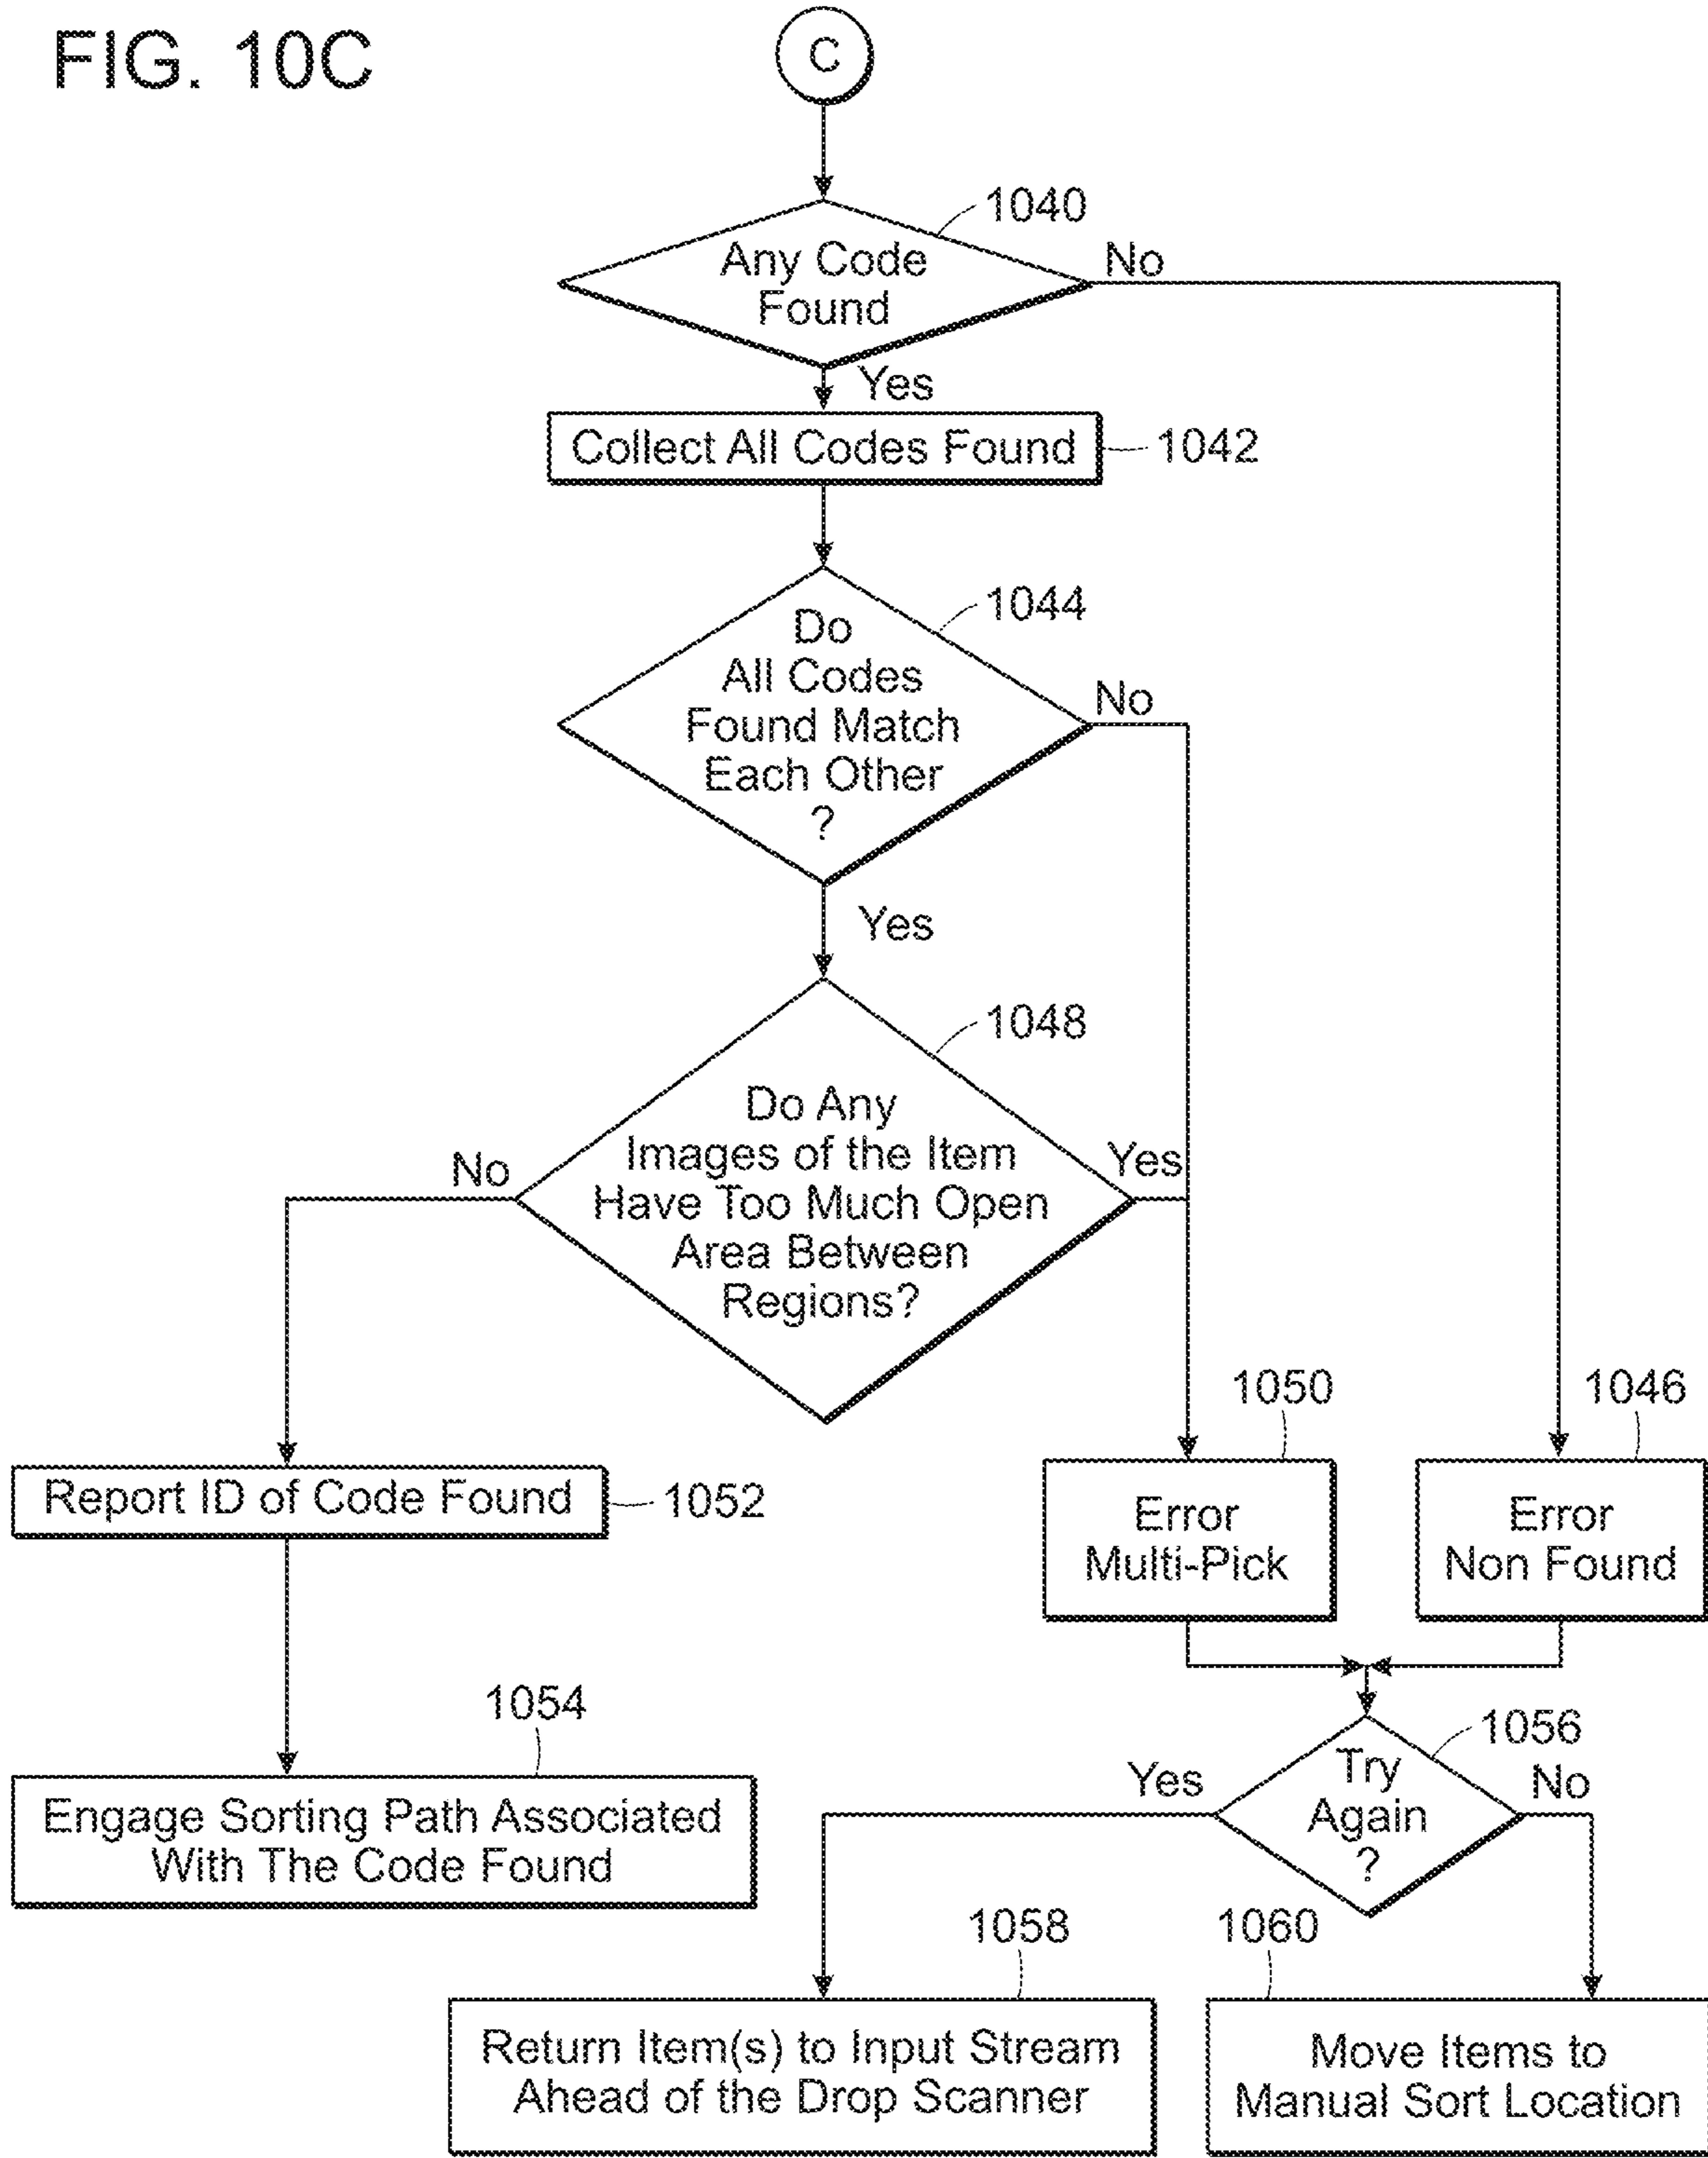 FIG. 10C
C
1040
Any Code
Found
No
Yes
Collect All Codes Found
1042
1044
Do
All Codes
Found Match
Each Other
?
No
Yes
1048
Do Any
Images of the Item
Have Too Much Open
Area Between
Regions?
No
Yes
1050
1046
Report ID of Code Found
1052
Error
Multi-Pick
Error
Non Found
1054
Engage Sorting Path Associated
With The Code Found
1056
Try
Again
?
Yes
No
1058
1060
Return Item(s) to Input Stream
Ahead of the Drop Scanner
Move Items to
Manual Sort Location